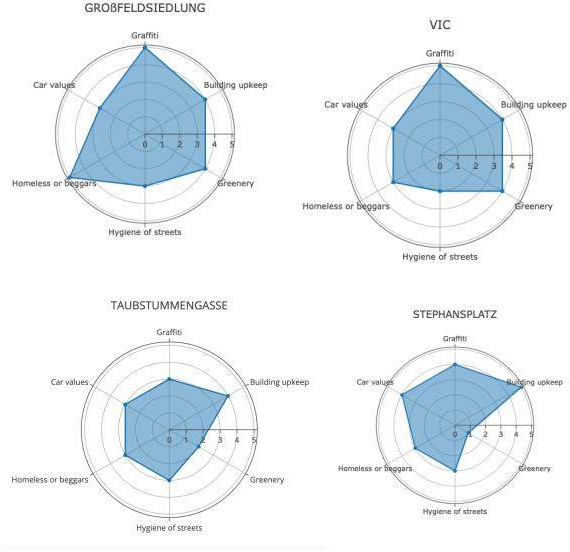 GROßFELDSIEDLUNG
Graffiti
Car values
Building upkeep
0 1 2 3 4 5
Homeless or beggars
Greenery
Hygiene of streets
VIC
Graffiti
Car values
Building upkeep
0 1 2 3 4 5
Homeless or beggars
Greenery
Hygiene of streets
TAUBSTUMMENGASSE
Graffiti
Car values
Building upkeep
0 1 2 3 4 5
Homeless or beggars
Greenery
Hygiene of streets
STEPHANSPLATZ
Graffiti
Car values
Building upkeep
0 1 2 3 4 5
Homeless or beggars
Greenery
Hygiene of streets